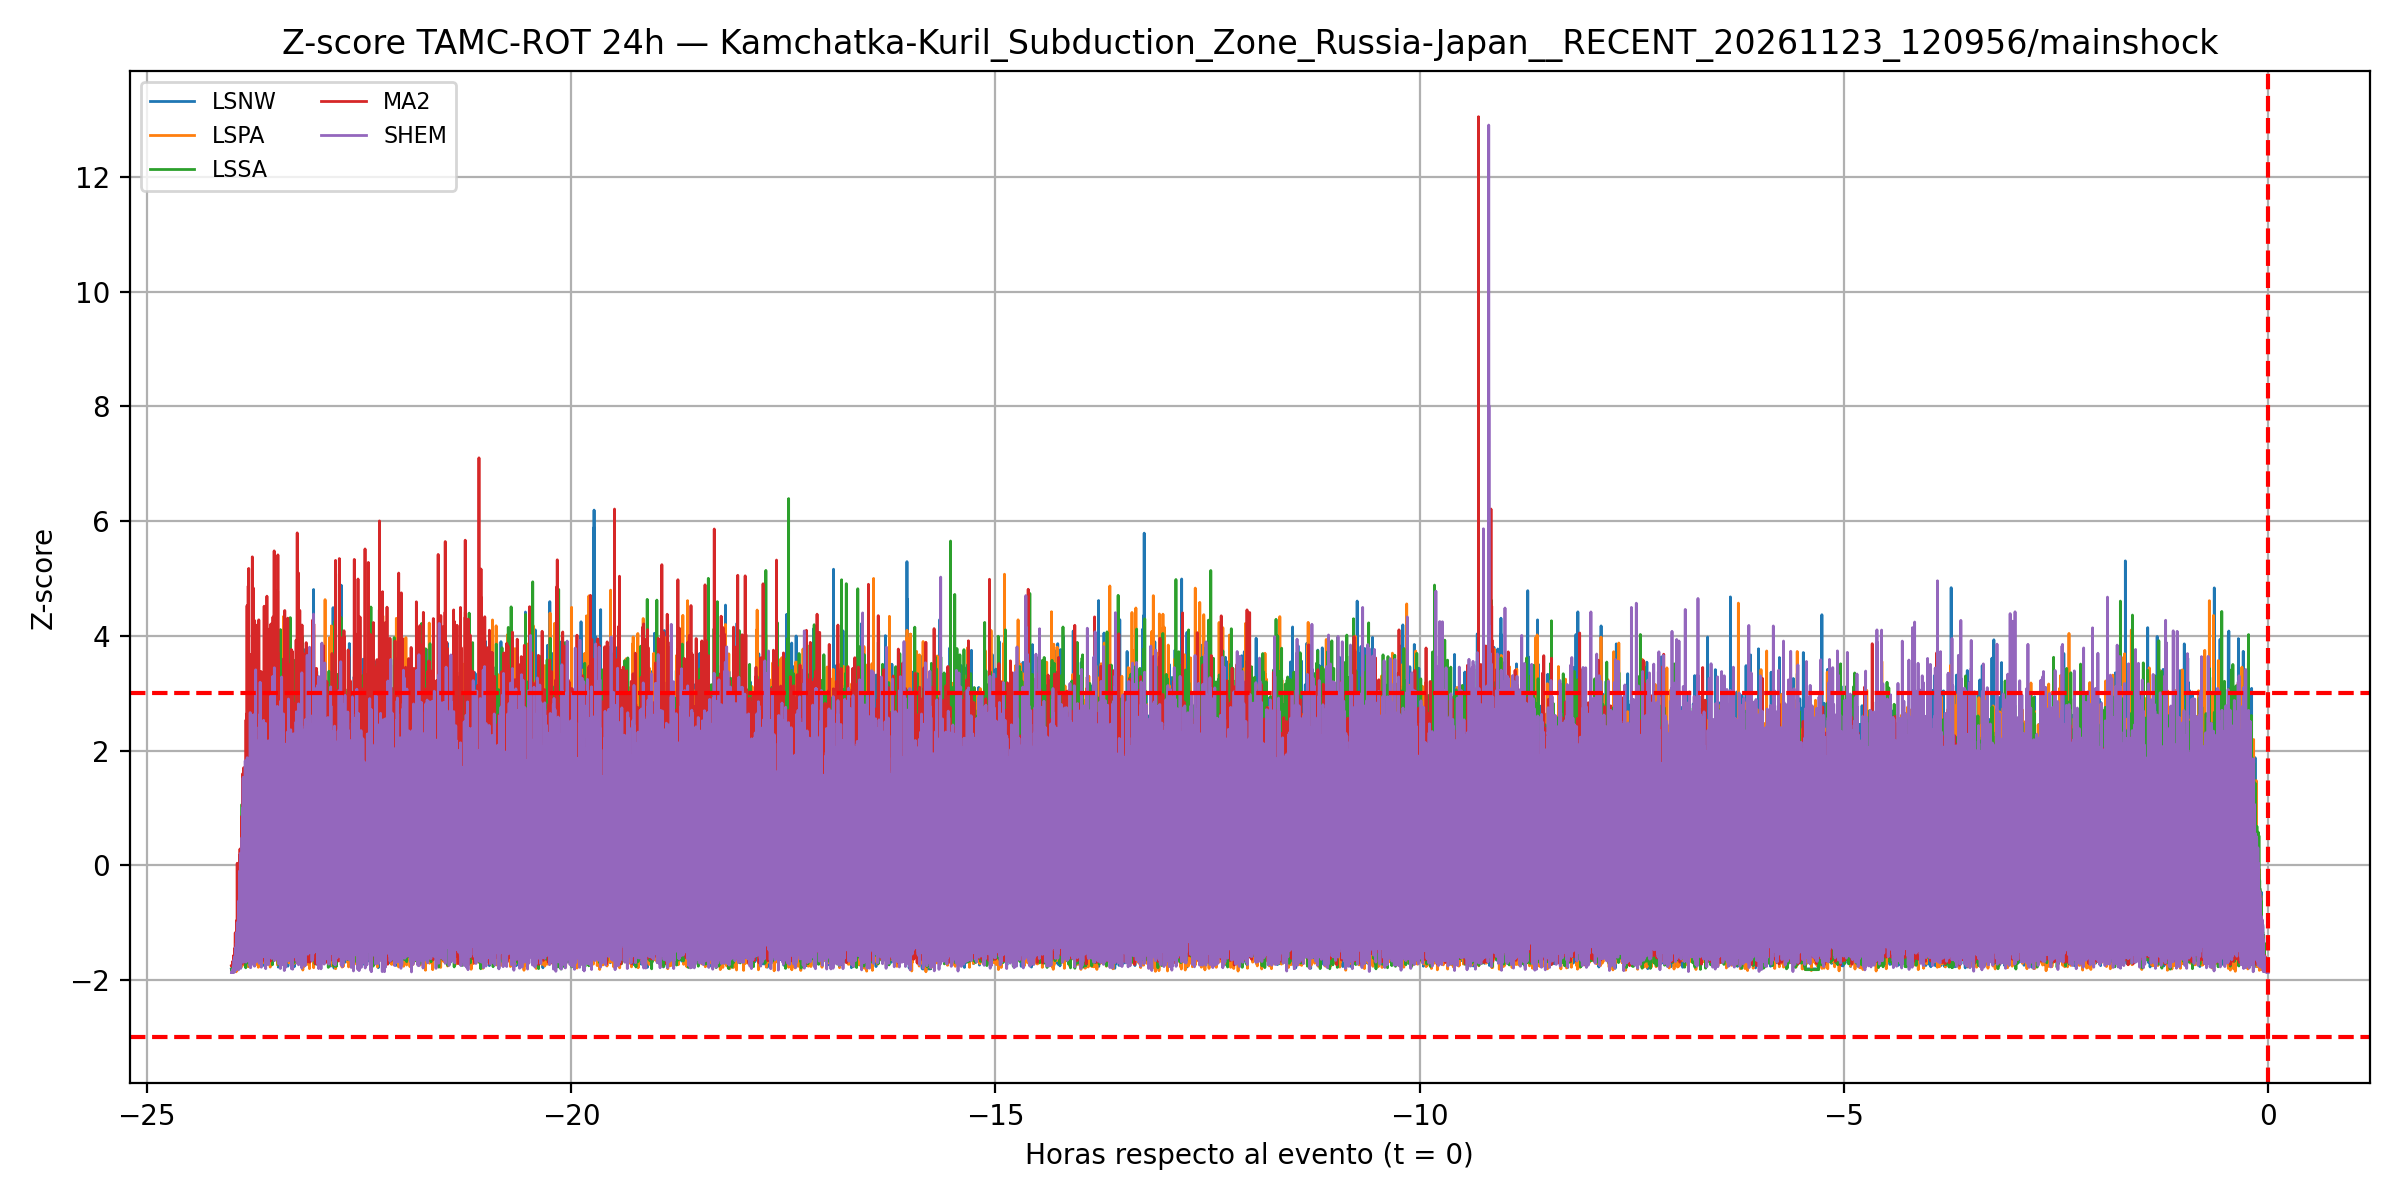 Z-score TAMC-ROT 24h — Kamchatka-Kuril_Subduction_Zone_Russia-Japan__RECENT_20261123_120956/mainshock
LSNW
LSPA
LSSA
MA2
SHEM
Z-score
12
10
8
6
4
2
0
−2
−25
−20
−15
−10
−5
0
Horas respecto al evento (t = 0)